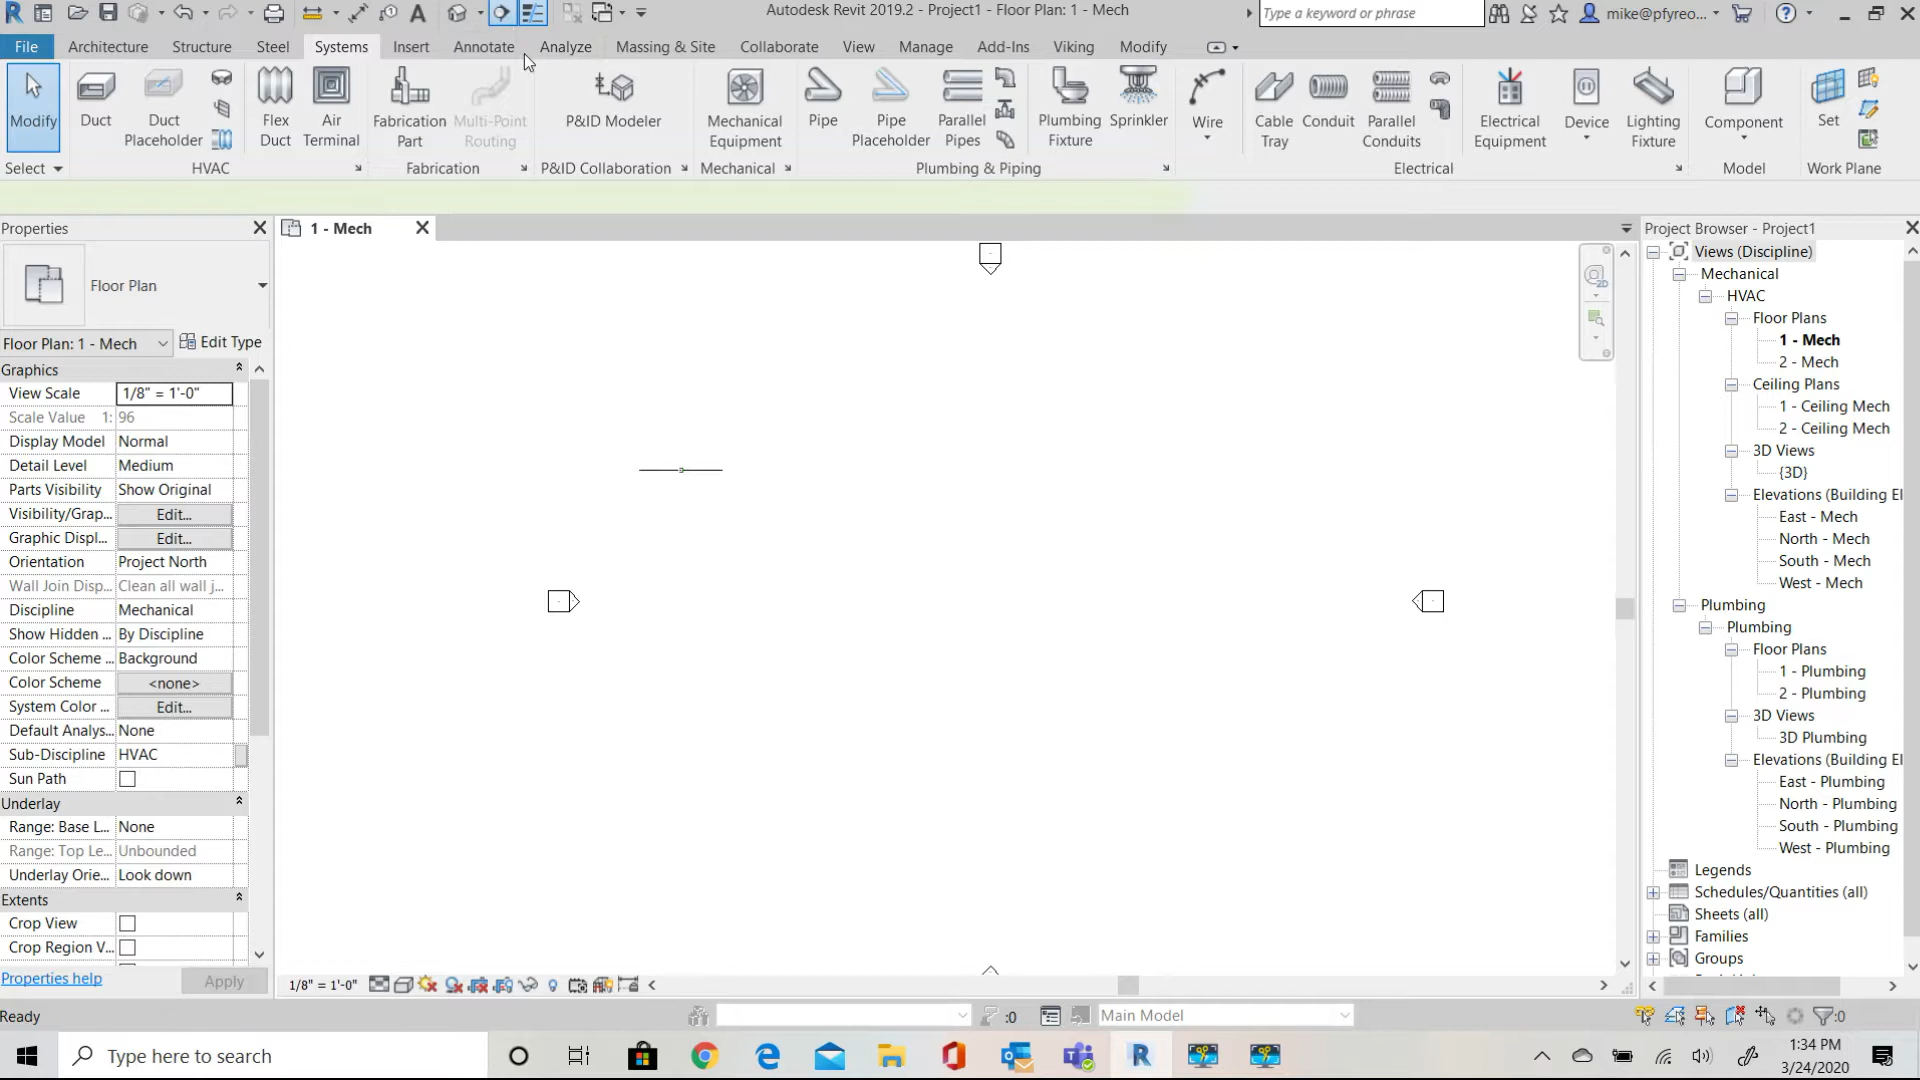 Autodesk Revit 2019.2 - Project1 - Floor Plan: 1 - Mech
Type a keyword or phrase
mike@pfyreo...
File Architecture Structure Steel Systems Insert Annotate Analyze Massing & Site Collaborate View Manage Add-Ins Viking Modify
Modify
Duct
Duct
Placeholder
Flex
Duct
Air
Terminal
Fabrication
Part
Multi-Point
Routing
P&ID Modeler
Mechanical
Equipment
Pipe
Pipe
Placeholder
Parallel
Pipes
Plumbing
Fixture
Sprinkler
Wire
Cable
Tray
Conduit
Parallel
Conduits
Electrical
Equipment
Device
Lighting
Fixture
Component
Set
Select HVAC Fabrication P&ID Collaboration Mechanical Plumbing & Piping Electrical Model Work Plane
Properties
Floor Plan
Floor Plan: 1 - Mech Edit Type
Graphics
View Scale 1/8" = 1'-0"
Scale Value 1: 96
Display Model Normal
Detail Level Medium
Parts Visibility Show Original
Visibility/Grap... Edit...
Graphic Displ... Edit...
Orientation Project North
Wall Join Disp... Clean all wall j...
Discipline Mechanical
Show Hidden ... By Discipline
Color Scheme ... Background
Color Scheme <none>
System Color ... Edit...
Default Analys... None
Sub-Discipline HVAC
Sun Path
Underlay
Range: Base L... None
Range: Top Le... Unbounded
Underlay Orie... Look down
Extents
Crop View
Crop Region V...
Properties help Apply
1 - Mech
1/8" = 1'-0"
Project Browser - Project1
Views (Discipline)
Mechanical
HVAC
Floor Plans
1 - Mech
2 - Mech
Ceiling Plans
1 - Ceiling Mech
2 - Ceiling Mech
3D Views
{3D}
Elevations (Building El
East - Mech
North - Mech
South - Mech
West - Mech
Plumbing
Plumbing
Floor Plans
1 - Plumbing
2 - Plumbing
3D Views
3D Plumbing
Elevations (Building El
East - Plumbing
North - Plumbing
South - Plumbing
West - Plumbing
Legends
Schedules/Quantities (all)
Sheets (all)
Families
Groups
Ready
:0
Main Model
:0
Type here to search
1:34 PM
3/24/2020